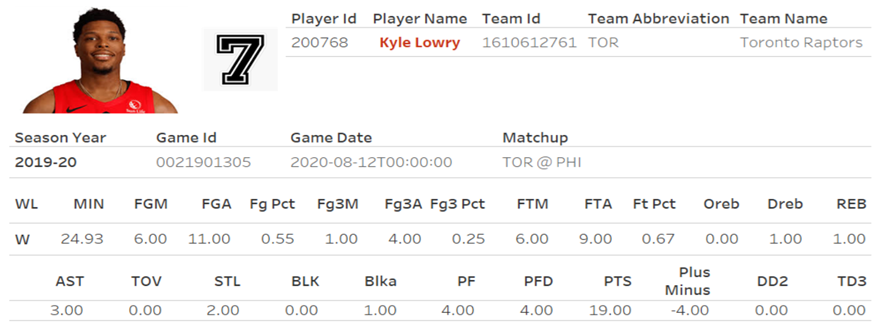 Player Id Player Name Team Id Team Abbreviation Team Name
200768 Kyle Lowry 1610612761 TOR Toronto Raptors
7
Season Year Game Id Game Date Matchup
2019-20 0021901305 2020-08-12T00:00:00 TOR @ PHI
WL MIN FGM FGA Fg Pct Fg3M Fg3A Fg3 Pct FTM FTA Ft Pct Oreb Dreb REB
W 24.93 6.00 11.00 0.55 1.00 4.00 0.25 6.00 9.00 0.67 0.00 1.00 1.00
AST TOV STL BLK Blka PF PFD PTS Plus Minus DD2 TD3
3.00 0.00 2.00 0.00 1.00 4.00 4.00 19.00 -4.00 0.00 0.00